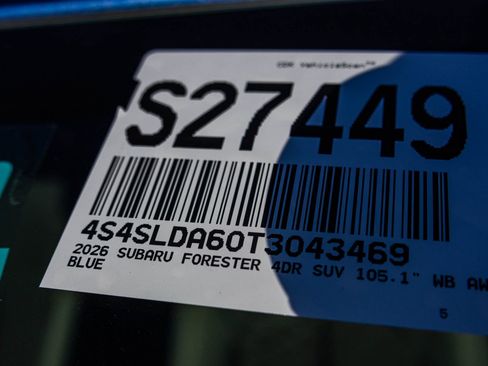 CDK VehicleScan™
S27449
4S4SLDA60T3043469
2026 SUBARU FORESTER 4DR SUV 105.1" WB AW
BLUE
5